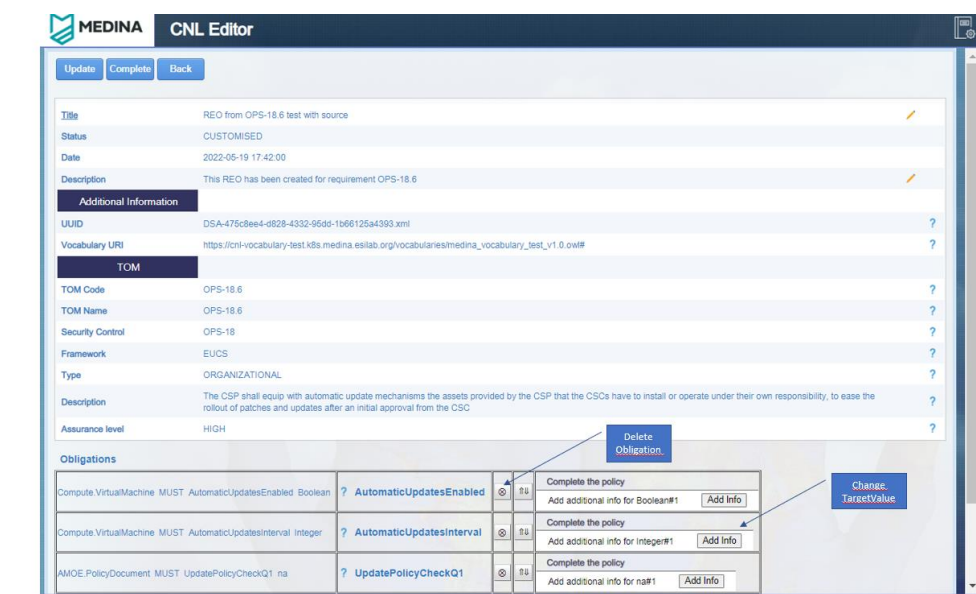 MEDINA CNL Editor
Update Complete Back
Title REO from OPS-18.6 test with source
Status CUSTOMISED
Date 2022-05-19 17:42:00
Description This REO has been created for requirement OPS-18.6
Additional Information
UUID DSA-475c8ee4-d828-4332-95dd-1b66125a4393.xml ?
Vocabulary URI https://cnl-vocabulary-test.k8s.medina.esilab.org/vocabularies/medina_vocabulary_test_v1.0.owl# ?
TOM
TOM Code OPS-18.6 ?
TOM Name OPS-18.6 ?
Security Control OPS-18 ?
Framework EUCS ?
Type ORGANIZATIONAL ?
Description The CSP shall equip with automatic update mechanisms the assets provided by the CSP that the CSCs have to install or operate under their own responsibility, to ease the ?
rollout of patches and updates after an initial approval from the CSC
Assurance level HIGH ?
Delete
Obligation
Obligations
Change
TargetValue
Complete the policy
Compute.VirtualMachine MUST AutomaticUpdatesEnabled Boolean ? AutomaticUpdatesEnabled
Add additional info for Boolean#1 Add Info
Complete the policy
Compute.VirtualMachine MUST AutomaticUpdatesInterval Integer ? AutomaticUpdatesInterval
Add additional info for Integer#1 Add Info
Complete the policy
AMOE.PolicyDocument MUST UpdatePolicyCheckQ1 na ? UpdatePolicyCheckQ1
Add additional info for na#1 Add Info